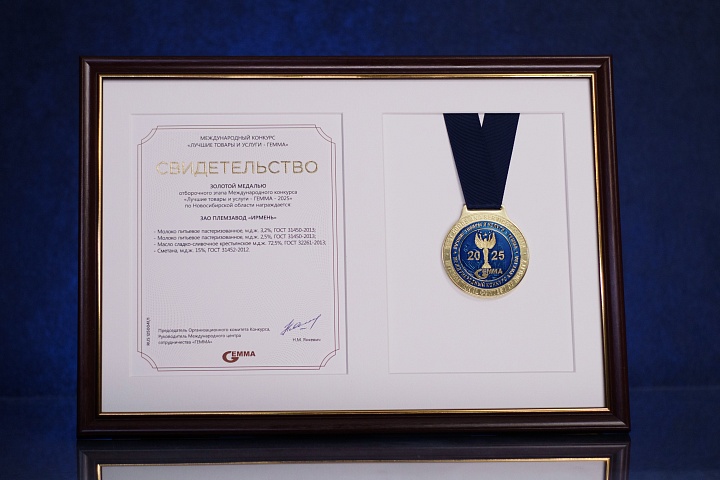 МЕЖДУНАРОДНЫЙ КОНКУРС
«ЛУЧШИЕ ТОВАРЫ И УСЛУГИ - ГЕММА»
СВИДЕТЕЛЬСТВО
ЗОЛОТОЙ МЕДАЛЬЮ
отборочного этапа Международного конкурса
«Лучшие товары и услуги - ГЕММА - 2025»
по Новосибирской области награждается:
ЗАО ПЛЕМЗАВОД «ИРМЕНЬ»
- Молоко питьевое пастеризованное, м.д.ж. 3,2%, ГОСТ 31450-2013;
- Молоко питьевое пастеризованное, м.д.ж. 2,5%, ГОСТ 31450-2013;
- Масло сладко-сливочное крестьянское м.д.ж. 72,5%, ГОСТ 32261-2013;
- Сметана, м.д.ж. 15%, ГОСТ 31452-2012.
Председатель Организационного комитета Конкурса,
Руководитель Международного центра
сотрудничества «ГЕММА»
Н.М. Янкевич
GEMMA
2025
GEMMA